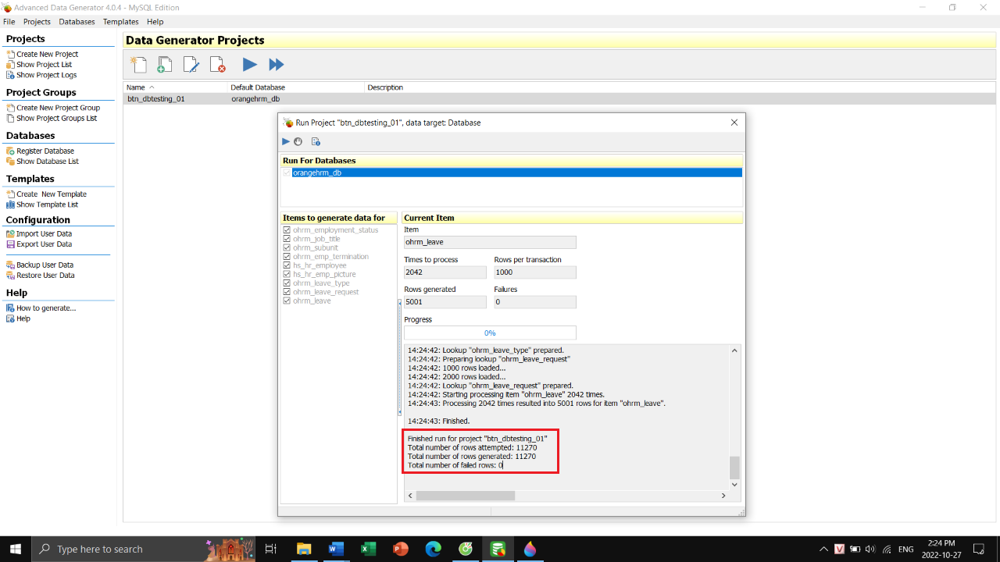 Advanced Data Generator 4.0.4 - MySQL Edition
File Projects Databases Templates Help
Projects
Create New Project
Show Project List
Show Project Logs
Project Groups
Create New Project Group
Show Project Groups List
Databases
Register Database
Show Database List
Templates
Create New Template
Show Template List
Configuration
Import User Data
Export User Data
Backup User Data
Restore User Data
Help
How to generate...
Help
Data Generator Projects
Name Default Database Description
btn_dbtesting_01 orangehrm_db
Run Project "btn_dbtesting_01", data target: Database
Run For Databases
orangehrm_db
Items to generate data for
ohrm_employment_status
ohrm_job_title
ohrm_subunit
ohrm_emp_termination
hs_hr_employee
hs_hr_emp_picture
ohrm_leave_type
ohrm_leave_request
ohrm_leave
Current Item
Item
ohrm_leave
Times to process Rows per transaction
2042 1000
Rows generated Failures
5001 0
Progress
0%
14:24:42: Lookup "ohrm_leave_type" prepared.
14:24:42: Preparing lookup "ohrm_leave_request"
14:24:42: 1000 rows loaded...
14:24:42: 2000 rows loaded...
14:24:42: Lookup "ohrm_leave_request" prepared.
14:24:42: Starting processing item "ohrm_leave" 2042 times.
14:24:43: Processing 2042 times resulted into 5001 rows for item "ohrm_leave".
14:24:43: Finished.
Finished run for project "btn_dbtesting_01"
Total number of rows attempted: 11270
Total number of rows generated: 11270
Total number of failed rows: 0
Type here to search
ENG
2:24 PM
2022-10-27